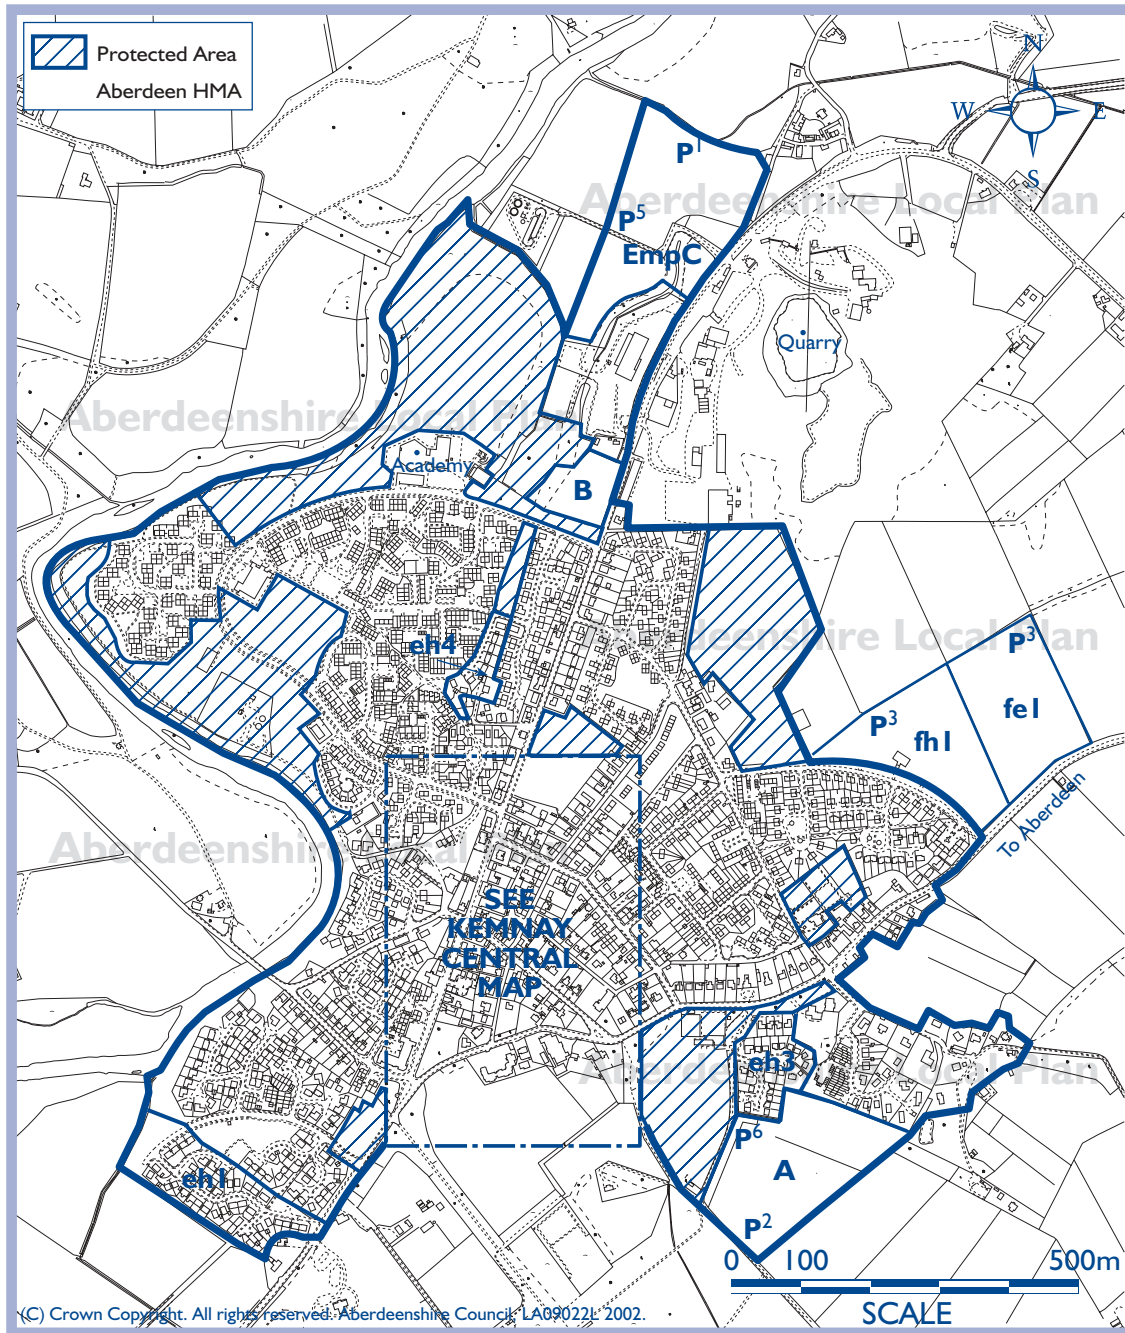 Protected Area
Aberdeen HMA
N
W
E
S
P1
Aberdeenshire Local Plan
P5
EmpC
Quarry
Aberdeenshire Local Plan
Academy
B
eh4
Aberdeenshire Local Plan
P3
fe1
P3
fh1
To Aberdeen
Aberdeenshire Local Plan
SEE
KEMNAY
CENTRAL
MAP
eh3
Aberdeenshire Local Plan
P6
A
eh1
P2
0 100 500m
SCALE
(C) Crown Copyright. All rights reserved. Aberdeenshire Council. LA09022L 2002.